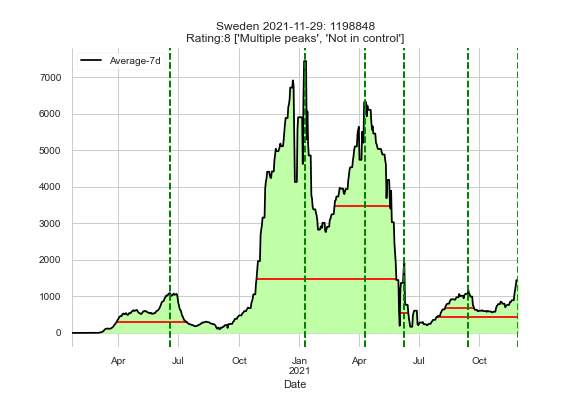 Sweden 2021-11-29: 1198848
Rating:8 ['Multiple peaks', 'Not in control']
Average-7d
7000
6000
5000
4000
3000
2000
1000
0
Apr Jul Oct Jan Apr Jul Oct
2021
Date